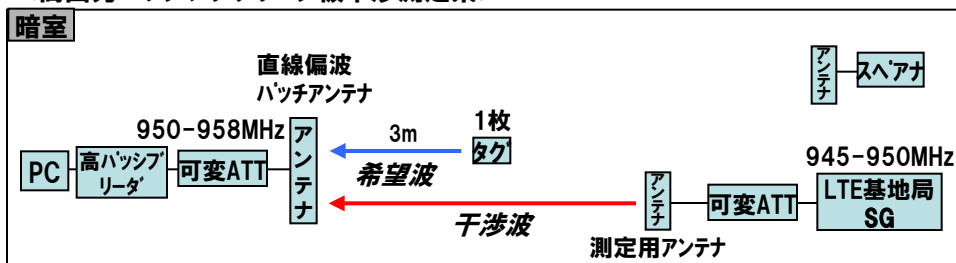 暗室
直線偏波
パッチアンテナ
950-958MHz
PC
高パッシブ
リーダ
可変ATT
アンテナ
3m
希望波
1枚
タグ
干渉波
アンテナ
測定用アンテナ
可変ATT
945-950MHz
LTE基地局
SG
アンテナ
スペアナ